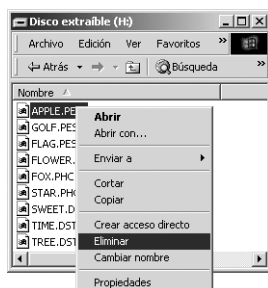 Disco extraíble (H:)
Archivo Edición Ver Favoritos »
Atrás Búsqueda »
Nombre
APPLE.PE
GOLF.PES
FLAG.PES
FLOWER.
FOX.PHC
STAR.PH
SWEET.D
TIME.DST
TREE.DST
Abrir
Abrir con...
Enviar a
Cortar
Copiar
Crear acceso directo
Eliminar
Cambiar nombre
Propiedades